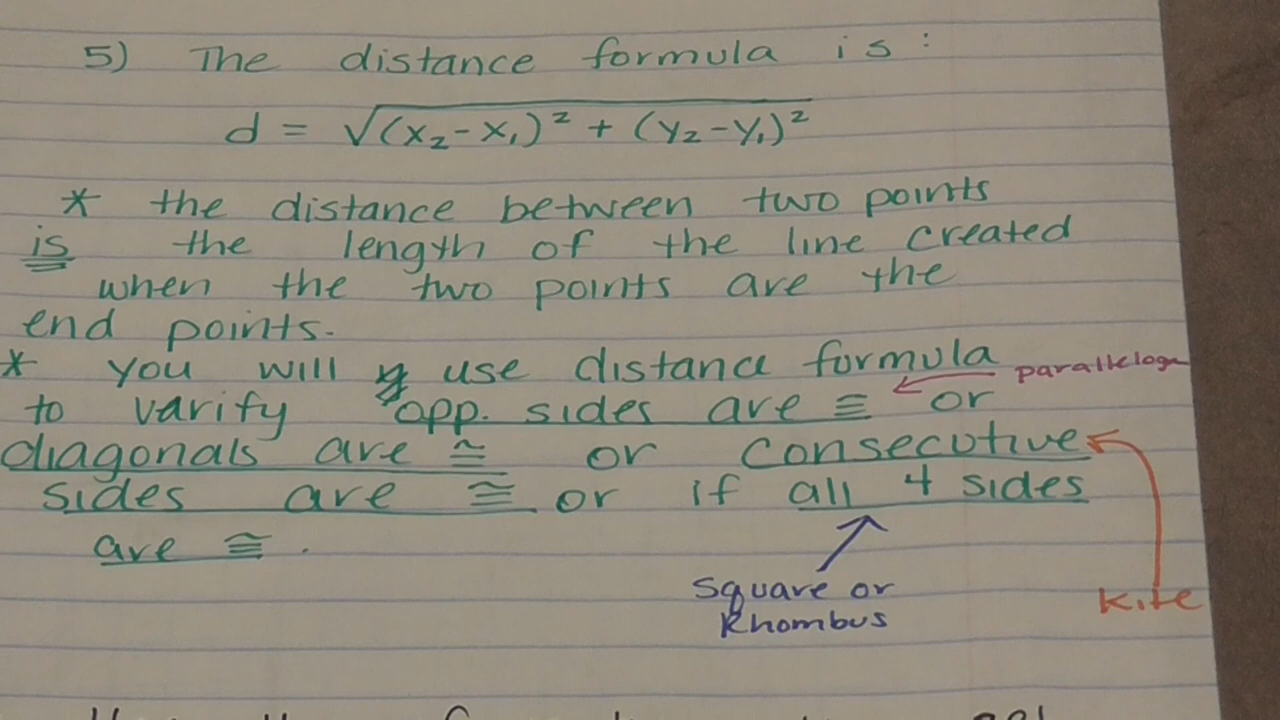 5) The distance formula is:
d = √(x₂-x₁)² + (y₂-y₁)²
* the distance between two points
is the length of the line created
when the two points are the
end points.
* you will use distance formula
parallelogra
to varify opp. sides are ≅ or
diagonals are ≅ or consecutive
sides are ≅ or if all 4 sides
are ≅.
Square or
Rhombus
Kite